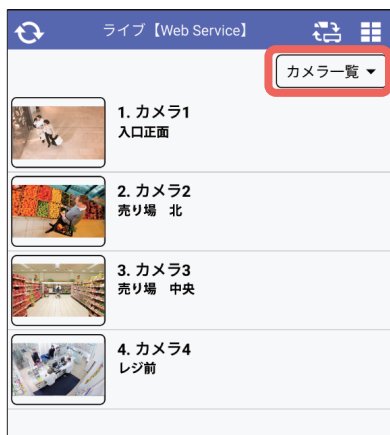 ライブ【Web Service】
カメラ一覧 ▼
1. カメラ1
入口正面
2. カメラ2
売り場　北
3. カメラ3
売り場　中央
4. カメラ4
レジ前